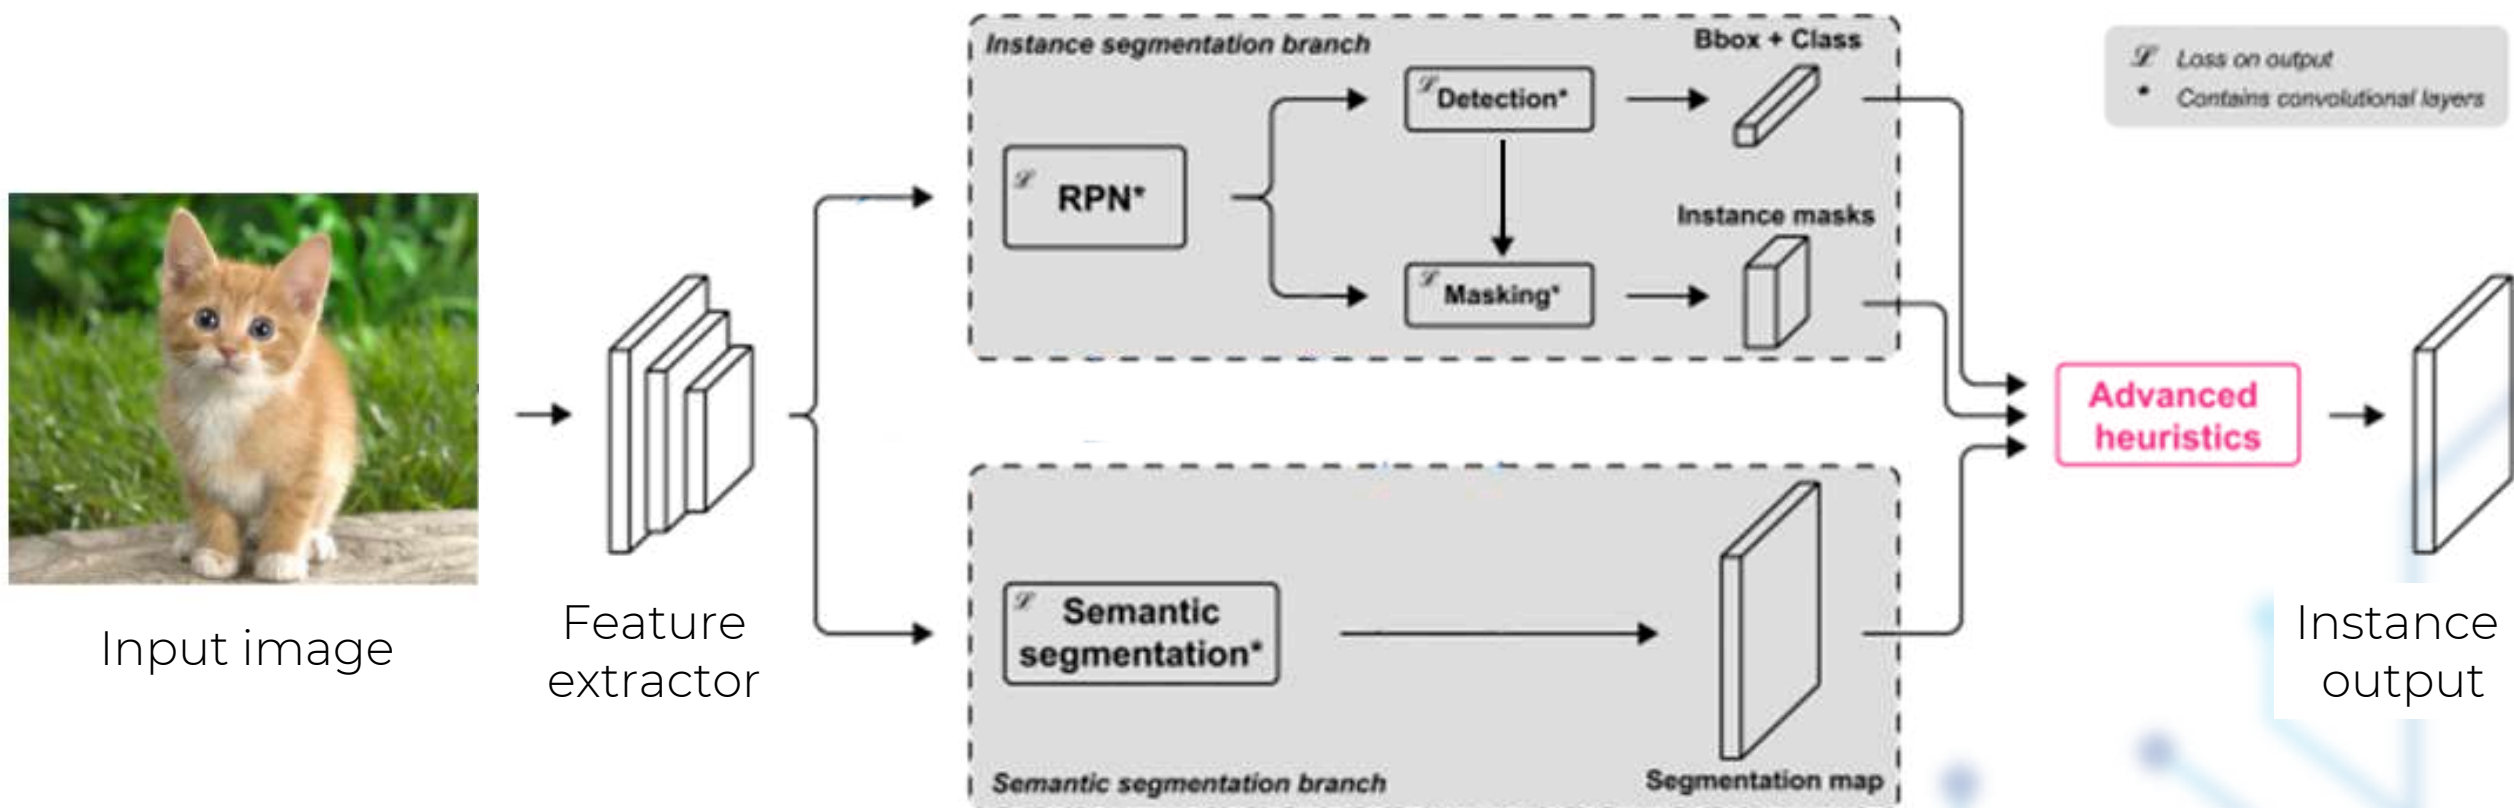 Instance segmentation branch
Bbox + Class
ℒ Loss on output
* Contains convolutional layers
ℒ Detection*
ℒ RPN*
Instance masks
ℒ Masking*
Advanced
heuristics
Input image
Feature
extractor
ℒ Semantic
segmentation*
Instance
output
Semantic segmentation branch
Segmentation map